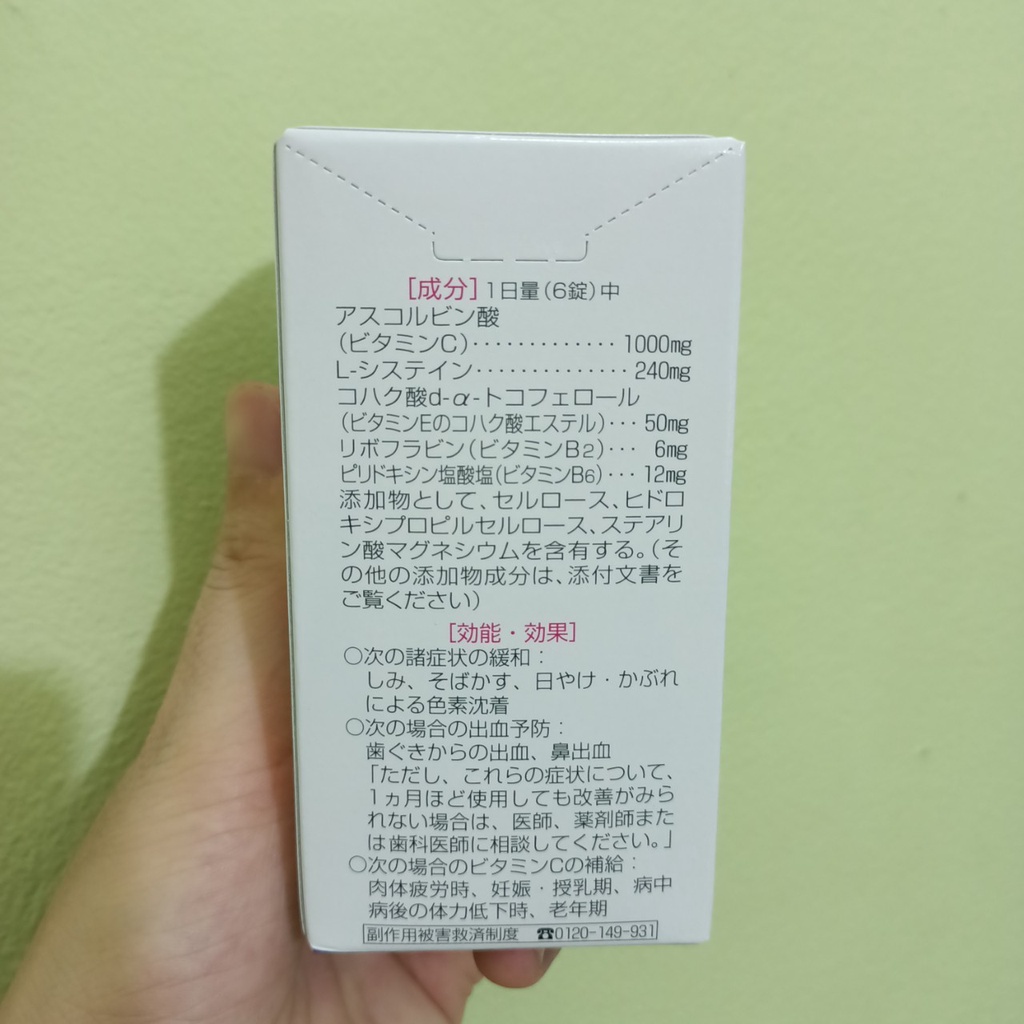 [成分] 1日量(6錠)中
アスコルビン酸
(ビタミンC)············· 1000mg
L-システイン·············· 240mg
コハク酸d-α-トコフェロール
(ビタミンEのコハク酸エステル)··· 50mg
リボフラビン(ビタミンB2)··· 6mg
ピリドキシン塩酸塩(ビタミンB6)··· 12mg
添加物として、セルロース、ヒドロ
キシプロピルセルロース、ステアリ
ン酸マグネシウムを含有する。(そ
の他の添加物成分は、添付文書を
ご覧ください)
[効能・効果]
○次の諸症状の緩和:
しみ、そばかす、日やけ・かぶれ
による色素沈着
○次の場合の出血予防:
歯ぐきからの出血、鼻出血
「ただし、これらの症状について、
1ヵ月ほど使用しても改善がみら
れない場合は、医師、薬剤師また
は歯科医師に相談してください。」
○次の場合のビタミンCの補給:
肉体疲労時、妊娠・授乳期、病中
病後の体力低下時、老年期
副作用被害救済制度 ☎0120-149-931